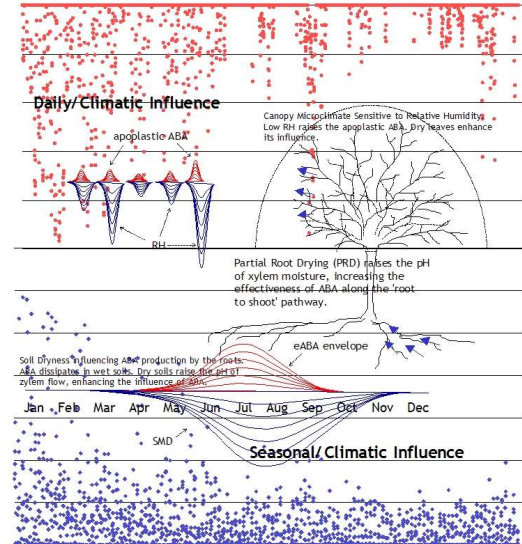 Daily/Climatic Influence
Canopy Microclimate Sensitive to Relative Humidity.
Low RH raises the apoplastic ABA. Dry leaves enhance
its influence.
apoplastic ABA
RH
Partial Root Drying (PRD) raises the pH
of xylem moisture, increasing the
effectiveness of ABA along the 'root
to shoot' pathway.
eABA envelope
Soil Dryness influencing ABA production by the roots.
ABA dissipates in wet soils. Dry soils raise the pH of
zylem flow, enhancing the influence of ABA.
Jan Feb Mar Apr May Jun Jul Aug Sep Oct Nov Dec
SMD
Seasonal/Climatic Influence